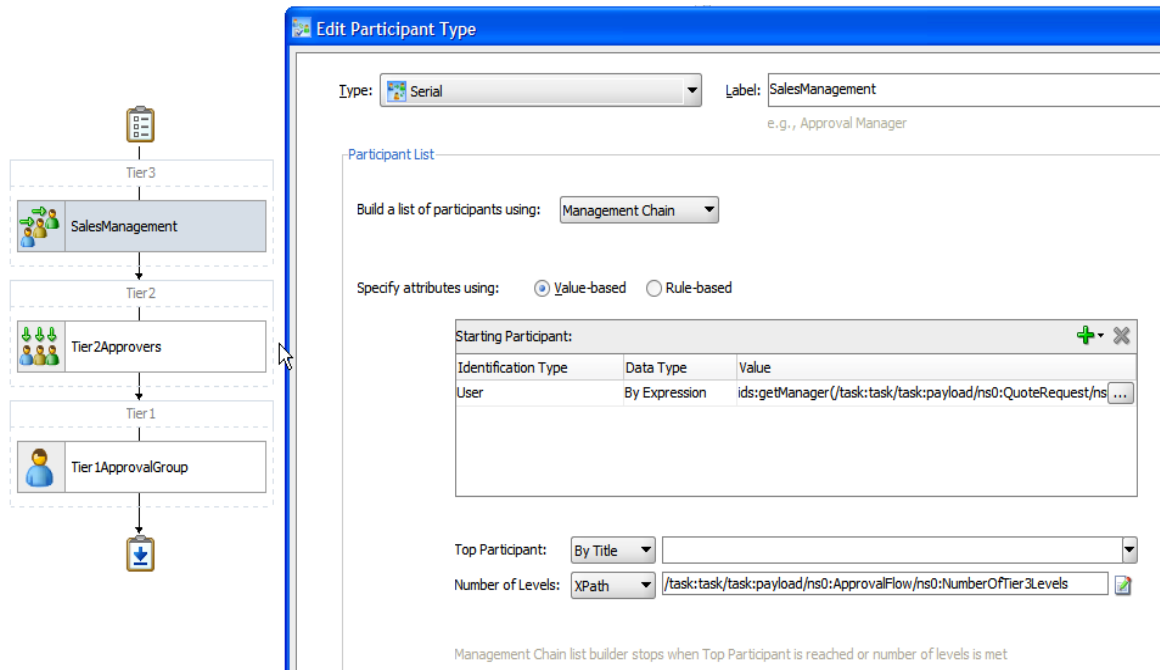 Edit Participant Type
Type: Serial Label: SalesManagement
e.g., Approval Manager
Tier3
SalesManagement
Tier2
Tier2Approvers
Tier1
Tier1ApprovalGroup
Participant List
Build a list of participants using: Management Chain
Specify attributes using: Value-based Rule-based
Starting Participant:
Identification Type Data Type Value
User By Expression ids:getManager(/task:task/task:payload/ns0:QuoteRequest/ns ...
Top Participant: By Title
Number of Levels: XPath /task:task/task:payload/ns0:ApprovalFlow/ns0:NumberOfTier3Levels
Management Chain list builder stops when Top Participant is reached or number of levels is met